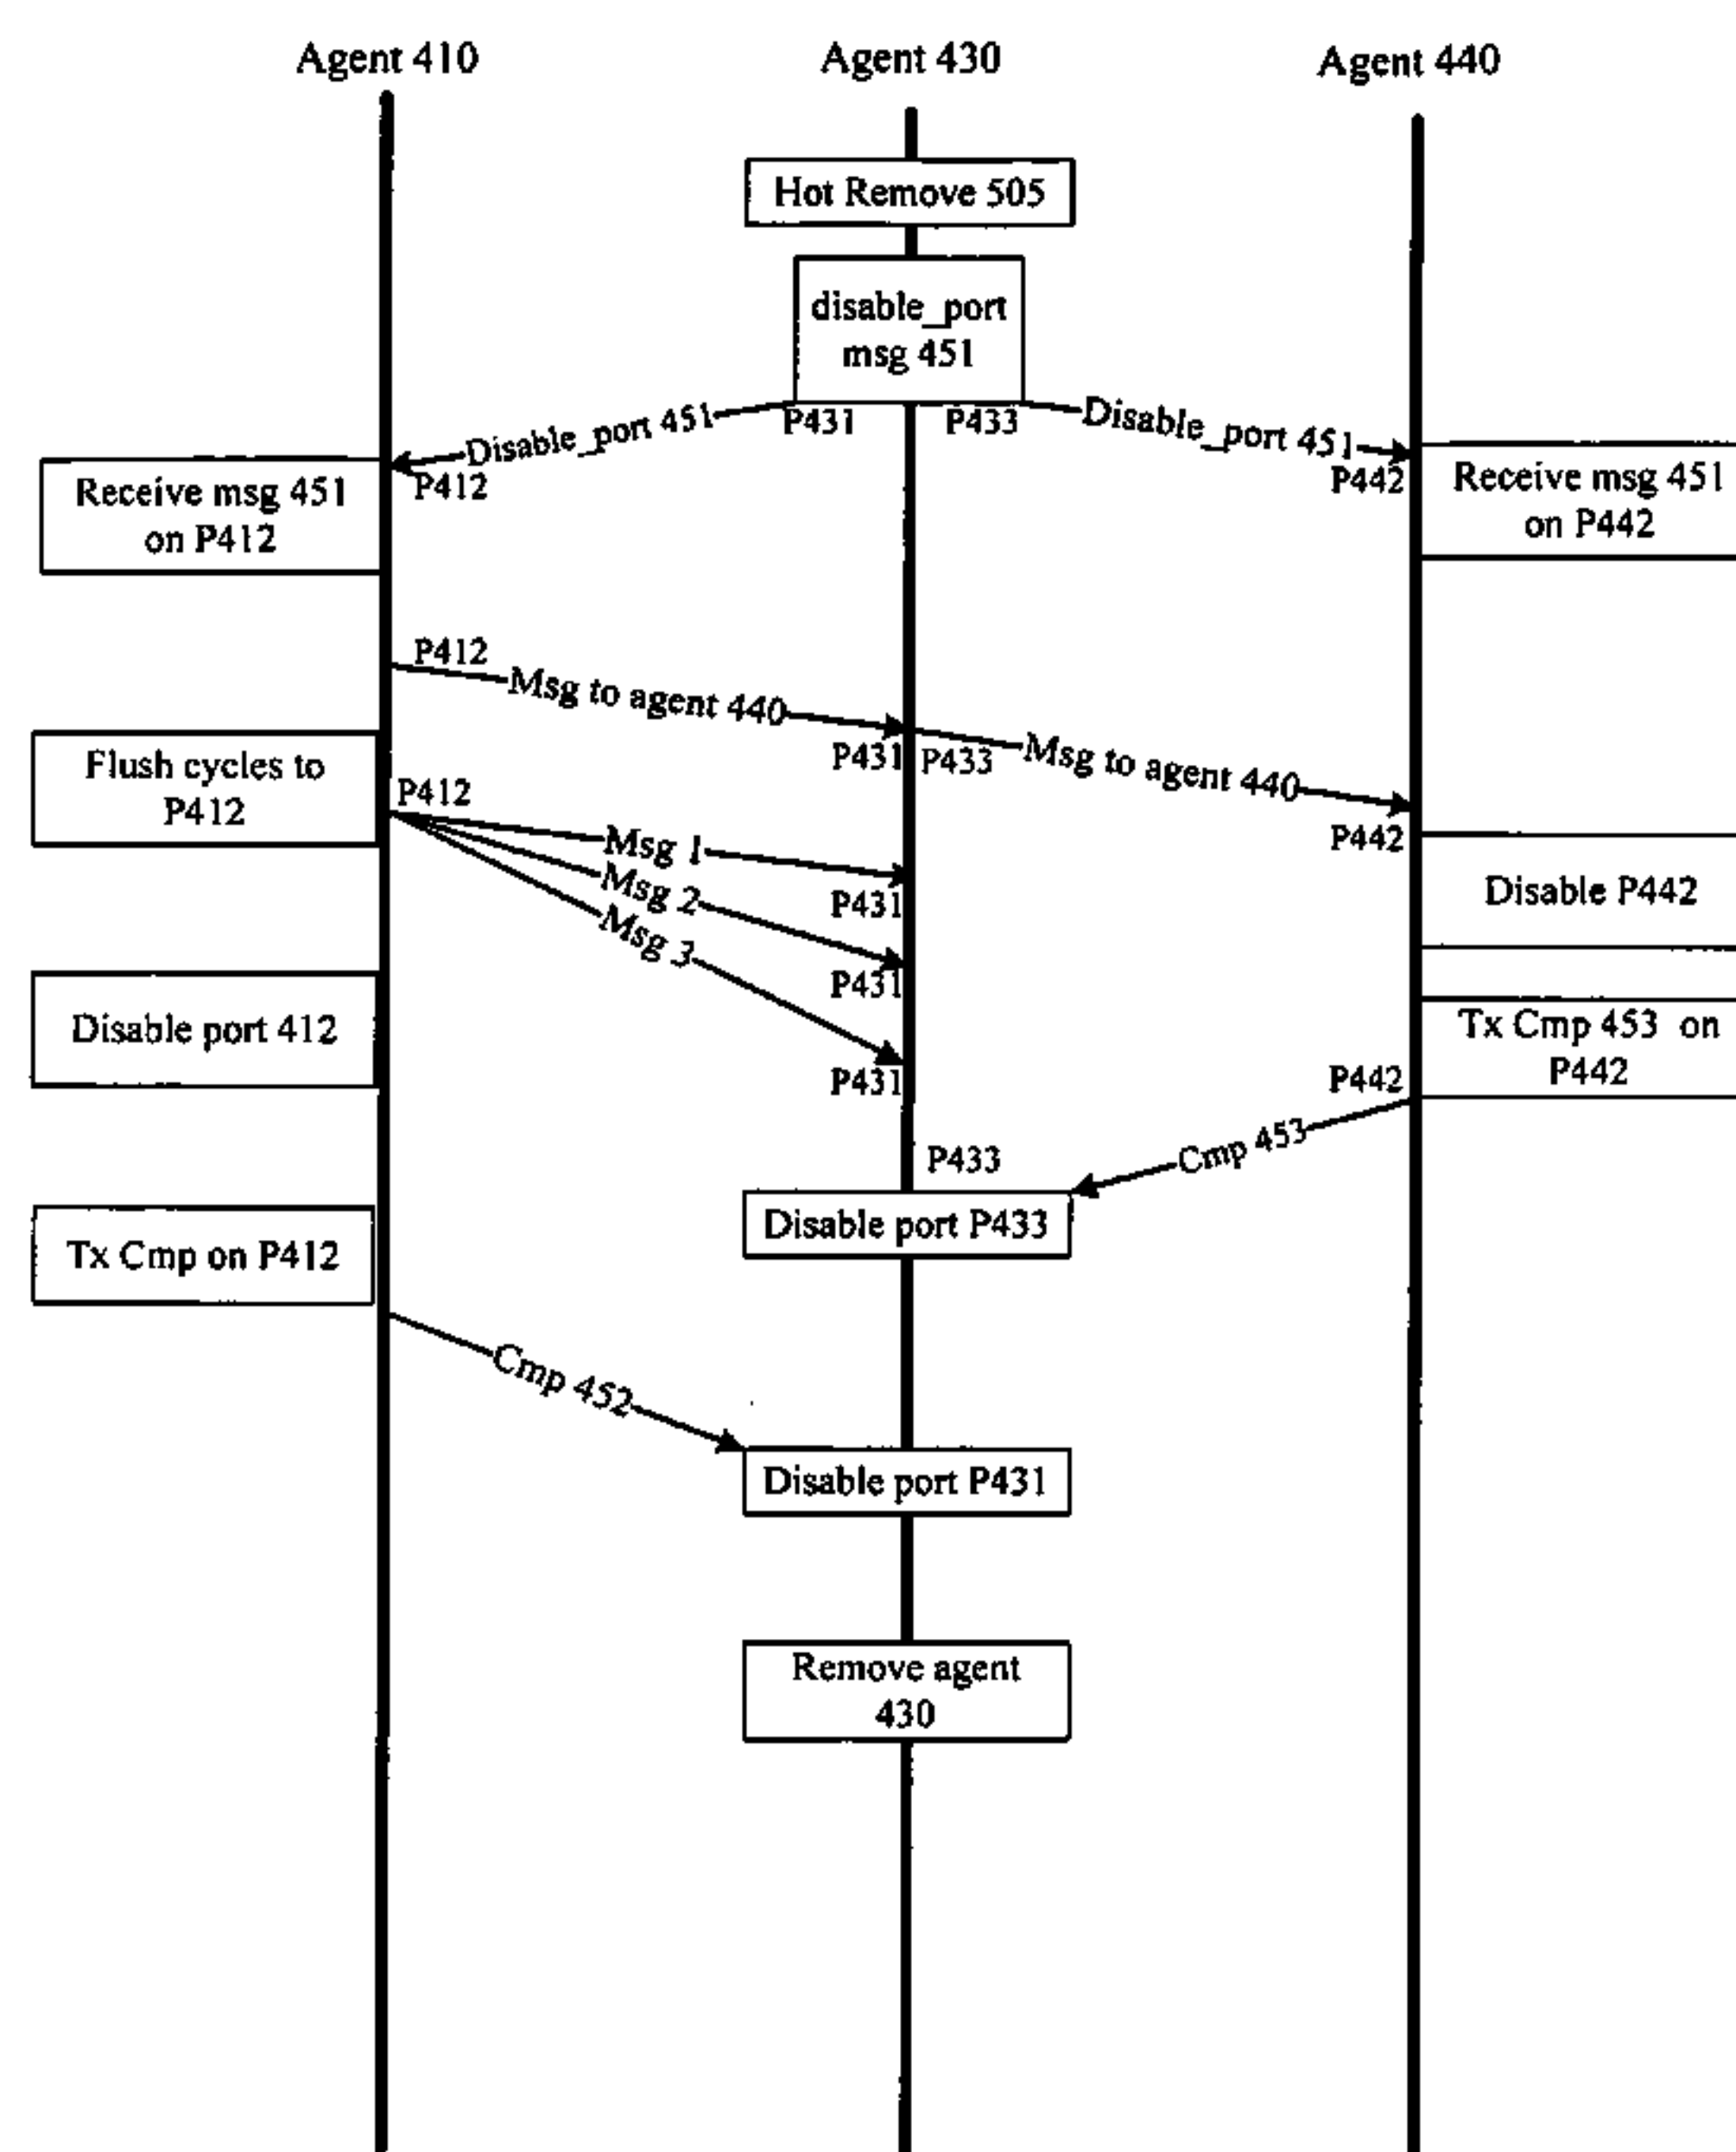 Agent 410
Agent 430
Agent 440
Hot Remove 505
disable_port
msg 451
P431
P433
Disable_port 451
Disable_port 451
P412
P442
Receive msg 451
on P412
Receive msg 451
on P442
P412
Msg to agent 440
P431
P433
Msg to agent 440
P442
Flush cycles to
P412
P412
Msg 1
Msg 2
Msg 3
P431
P431
P431
Disable P442
Disable port 412
Tx Cmp 453 on
P442
P442
Cmp 453
P433
Disable port P433
Tx Cmp on P412
Cmp 452
Disable port P431
Remove agent
430